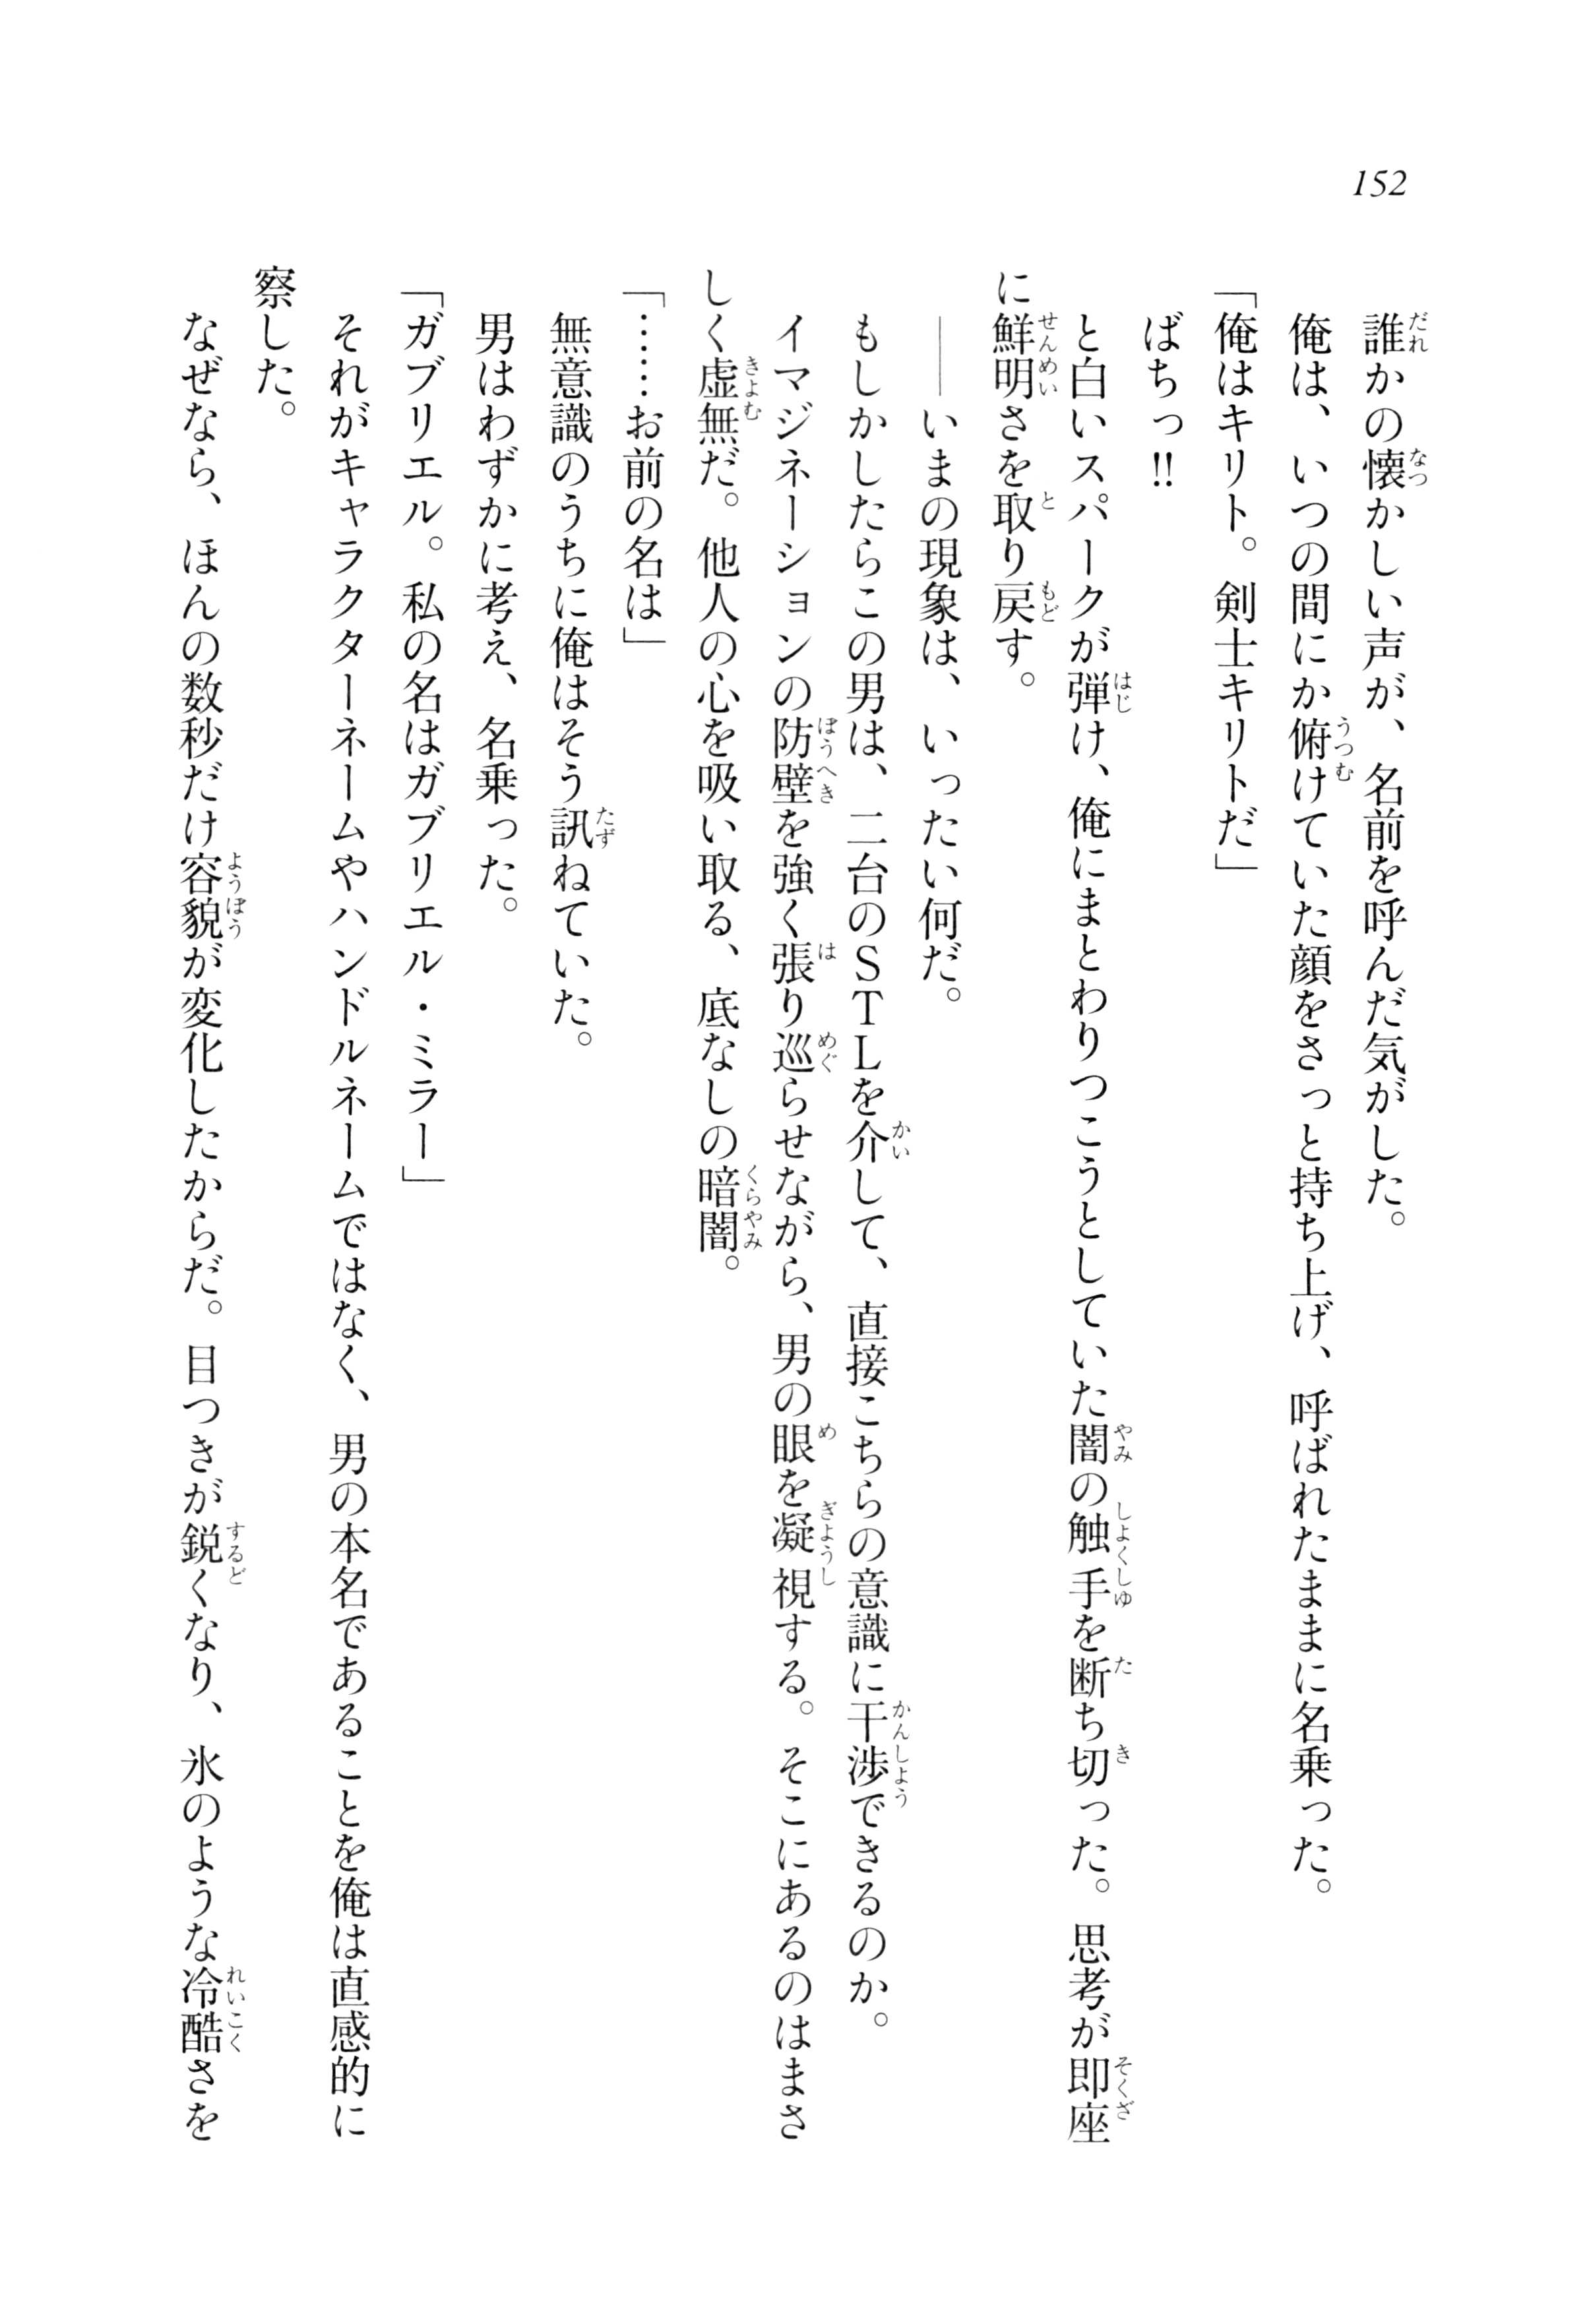 152
誰かの懐かしい声が、名前を呼んだ気がした。
俺は、いつの間にか俯けていた顔をさっと持ち上げ、呼ばれたままに名乗った。
「俺はキリト。剣士キリトだ」
ばちっ!!
と白いスパークが弾け、俺にまとわりつこうとしていた闇の触手を断ち切った。思考が即座
に鮮明さを取り戻す。
――いまの現象は、いったい何だ。
もしかしたらこの男は、二台のSTLを介して、直接こちらの意識に干渉できるのか。
イマジネーションの防壁を強く張り巡らせながら、男の眼を凝視する。そこにあるのはまさ
しく虚無だ。他人の心を吸い取る、底なしの暗闇。
「……お前の名は」
無意識のうちに俺はそう訊ねていた。
男はわずかに考え、名乗った。
「ガブリエル。私の名はガブリエル・ミラー」
それがキャラクターネームやハンドルネームではなく、男の本名であることを俺は直感的に
察した。
なぜなら、ほんの数秒だけ容貌が変化したからだ。目つきが鋭くなり、氷のような冷酷さを